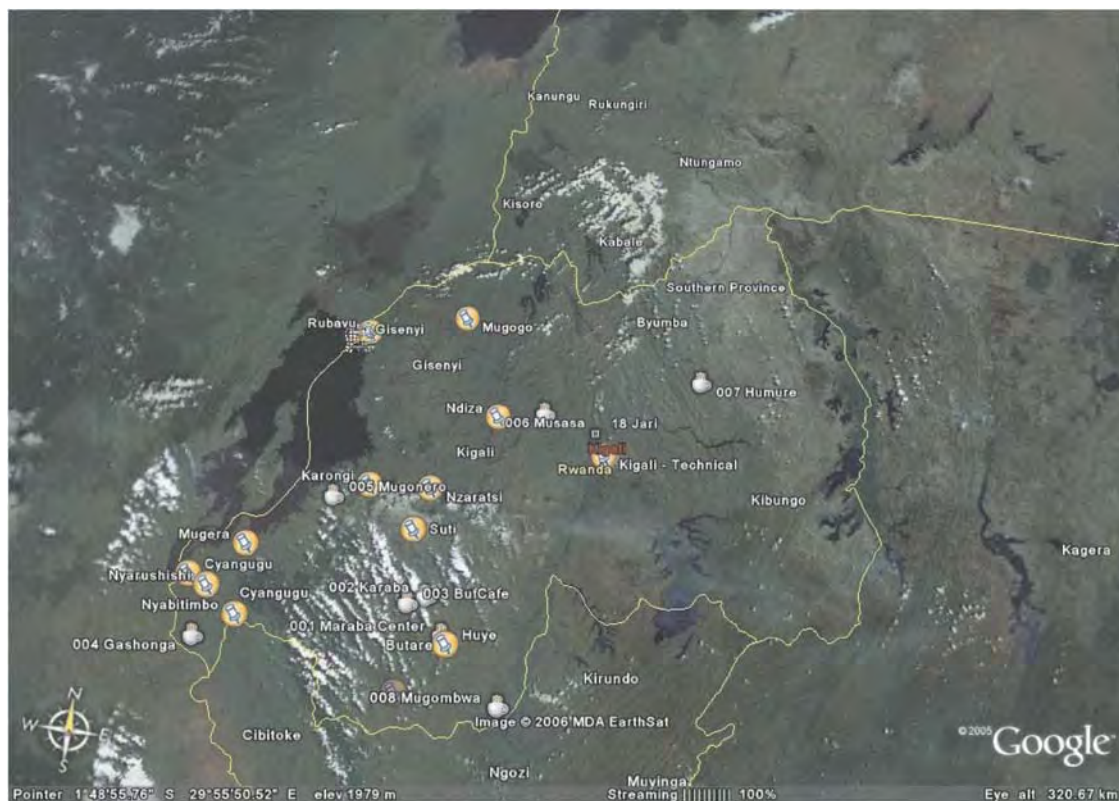 Kanungu
Rukungiri
Ntungamo
Kisoro
Kabale
Southern Province
Rubavu
Gisenyi
Mugogo
Byumba
Gisenyi
007 Humure
Ndiza
006 Musasa
18 Jari
Kigali
Kigali
Rwanda
Kigali - Technical
Karongi
005 Mugonero
Nzaratsi
Kibungo
Suti
Mugera
Kagera
Cyangugu
Nyarushishi
Cyangugu
002 Karaba
003 BufCafe
Nyabitimbo
001 Maraba Center
Huye
004 Gashonga
Butare
Kirundo
008 Mugombwa
Image © 2006 MDA EarthSat
N
W
E
S
Cibitoke
© 2005 Google™
Ngozi
Muyinga
Pointer 1°48'55.76" S 29°55'50.52" E elev 1979 m Streaming |||||||||| 100% Eye alt 320.67 km